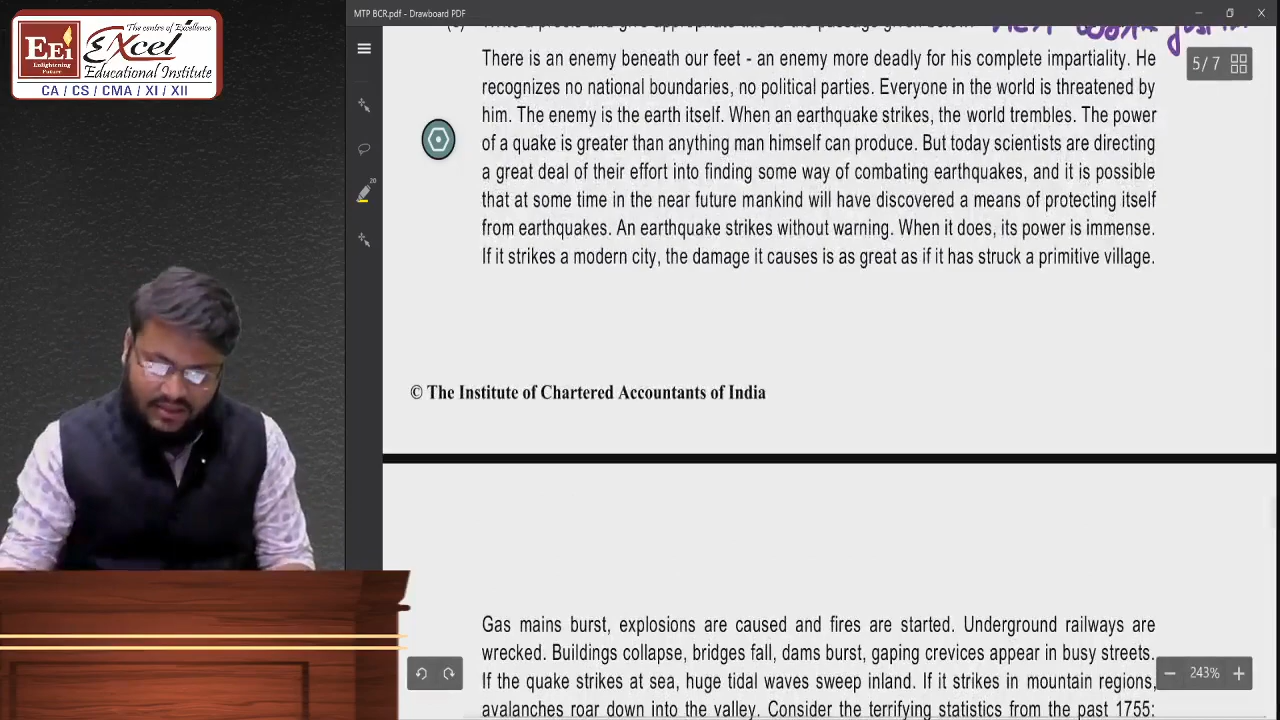 MTP BCR.pdf - Drawboard PDF
The centre of Excellence
EEi
Enlightening Future
eXcel
Educational Institute
CA / CS / CMA / XI / XII
5 / 7
There is an enemy beneath our feet - an enemy more deadly for his complete impartiality. He
recognizes no national boundaries, no political parties. Everyone in the world is threatened by
him. The enemy is the earth itself. When an earthquake strikes, the world trembles. The power
of a quake is greater than anything man himself can produce. But today scientists are directing
a great deal of their effort into finding some way of combating earthquakes, and it is possible
that at some time in the near future mankind will have discovered a means of protecting itself
from earthquakes. An earthquake strikes without warning. When it does, its power is immense.
If it strikes a modern city, the damage it causes is as great as if it has struck a primitive village.
20
© The Institute of Chartered Accountants of India
Gas mains burst, explosions are caused and fires are started. Underground railways are
wrecked. Buildings collapse, bridges fall, dams burst, gaping crevices appear in busy streets.
If the quake strikes at sea, huge tidal waves sweep inland. If it strikes in mountain regions,
avalanches roar down into the valley. Consider the terrifying statistics from the past 1755:
243%